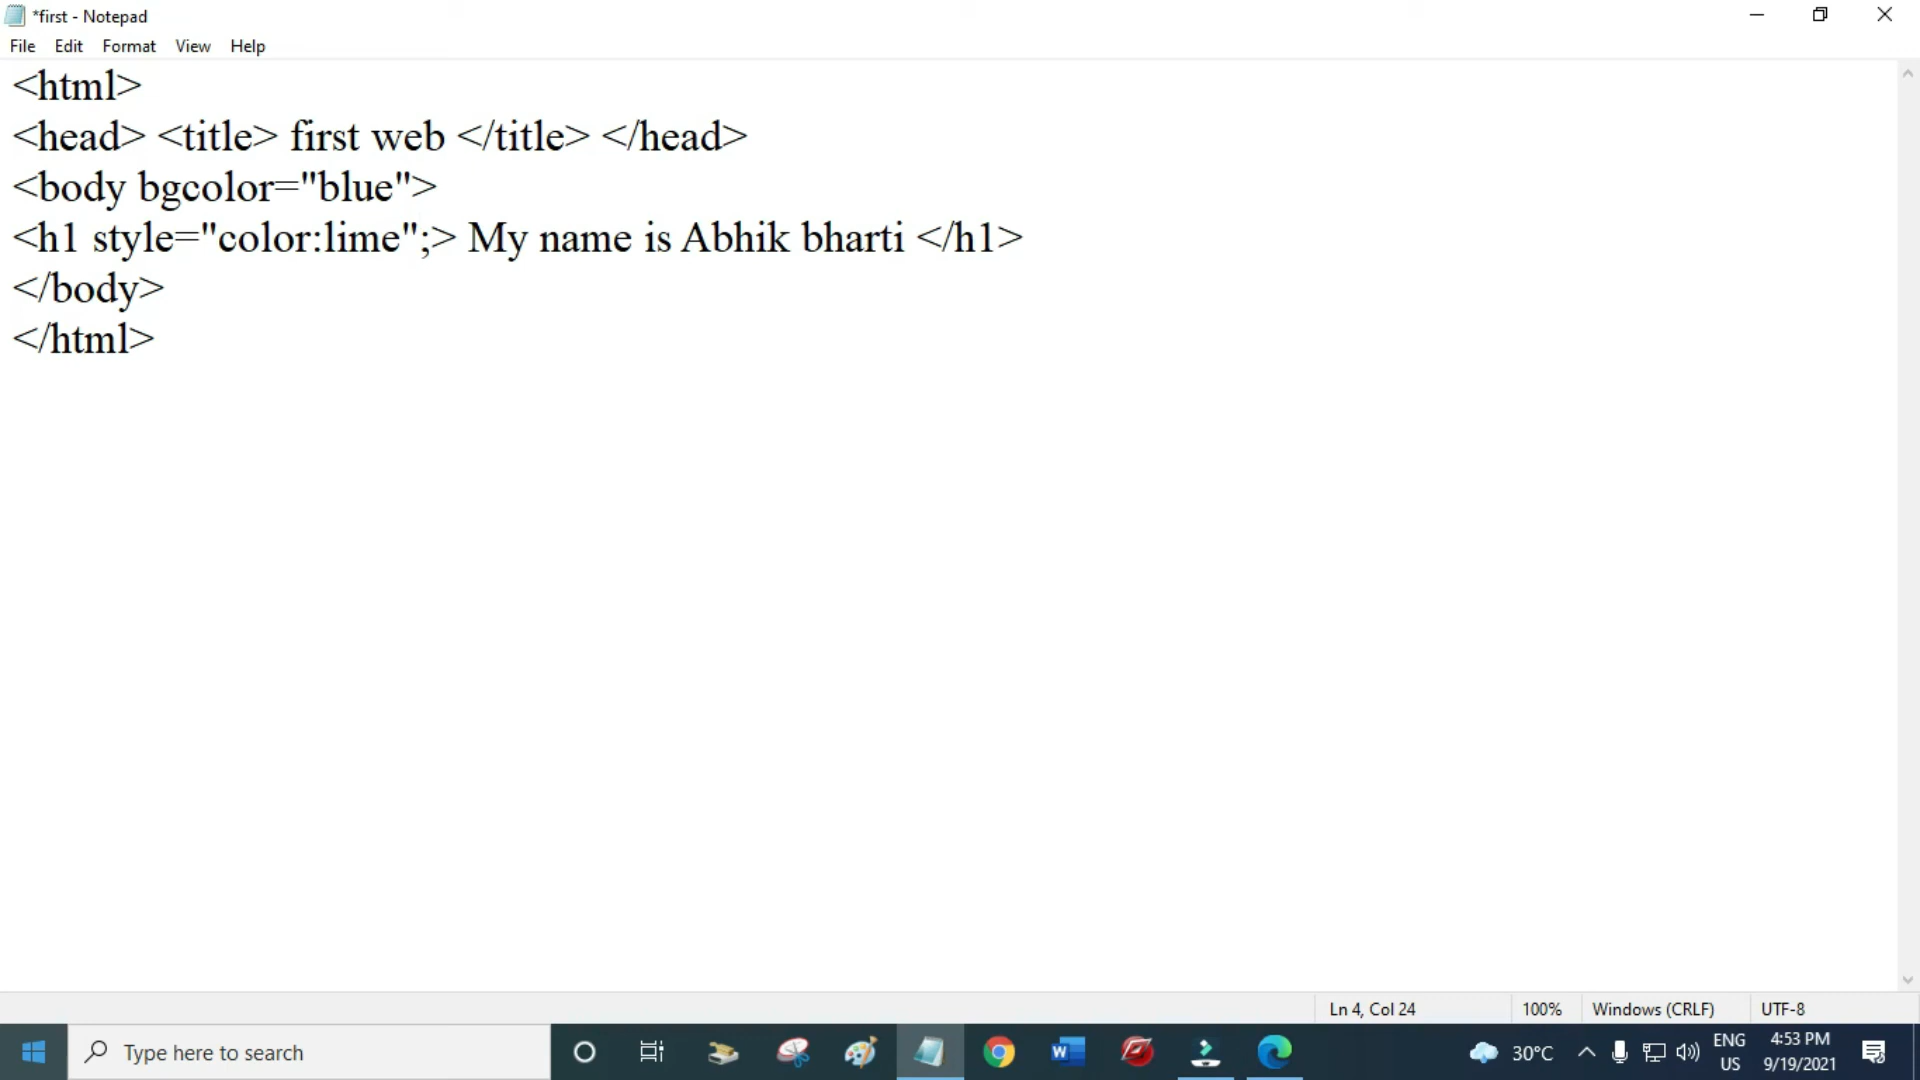 *first - Notepad
File Edit Format View Help
<html>
<head> <title> first web </title> </head>
<body bgcolor="blue">
<h1 style="color:lime";> My name is Abhik bharti </h1>
</body>
</html>
Ln 4, Col 24 100% Windows (CRLF) UTF-8
Type here to search W 30°C ENG US 4:53 PM 9/19/2021